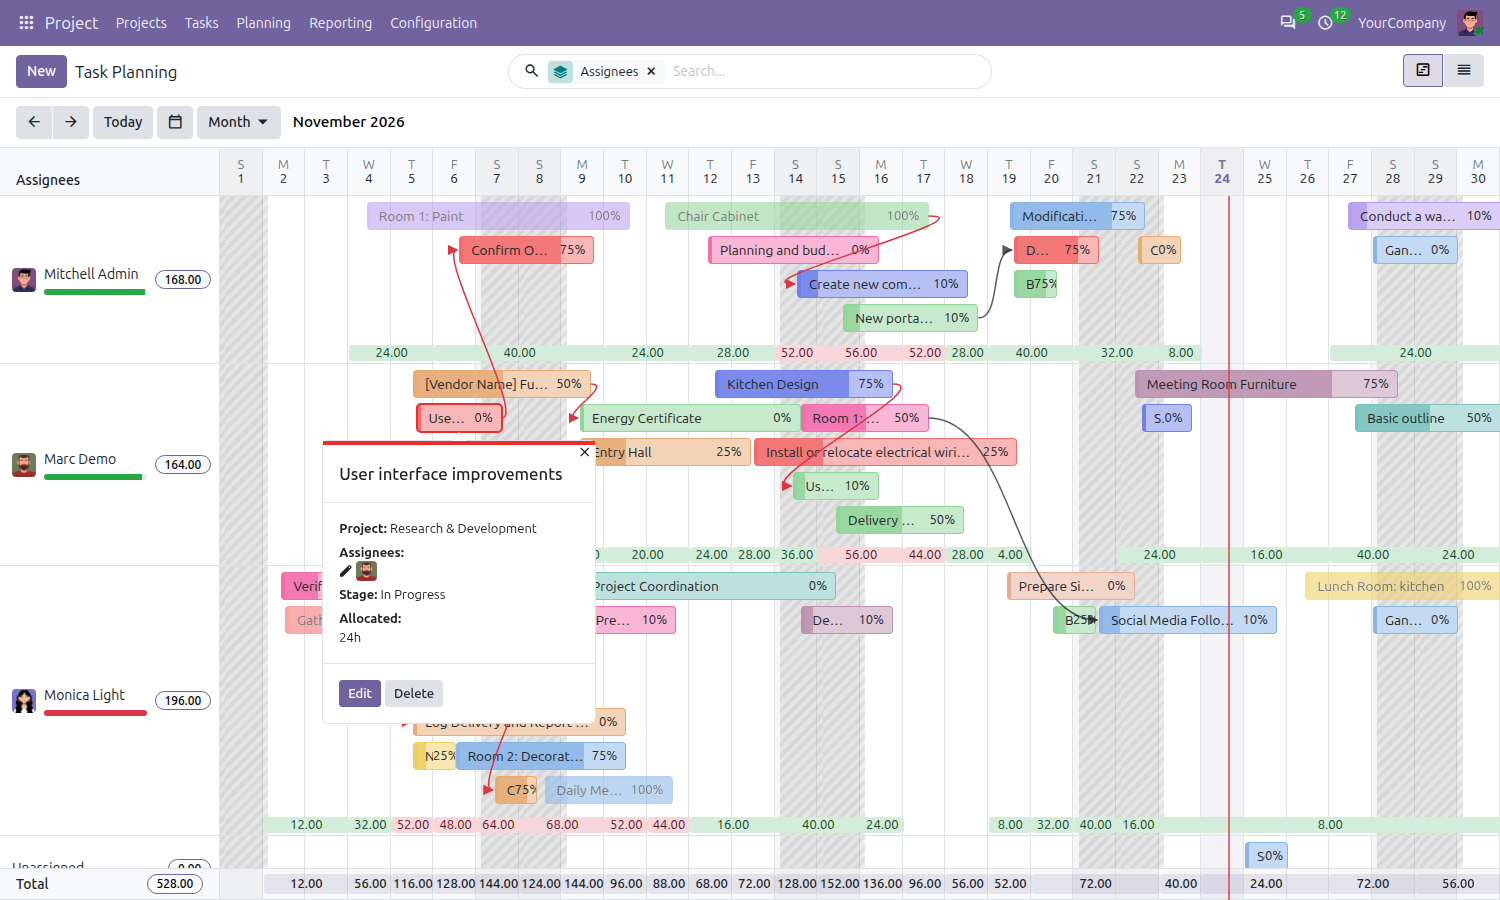 Project Projects Tasks Planning Reporting Configuration 5 12 YourCompany
New Task Planning Assignees × Search...
Today Month November 2026
Assignees
S M T W T F S S M T W T F S S M T W T F S S M T W T F S S M
1 2 3 4 5 6 7 8 9 10 11 12 13 14 15 16 17 18 19 20 21 22 23 24 25 26 27 28 29 30
Room 1: Paint 100% Chair Cabinet 100% Modificati... 75% Conduct a wa... 10%
Confirm O... 75% Planning and bud... 0% D... 75% C0% Gan... 0%
Mitchell Admin 168.00
Create new com... 10% B75%
New porta... 10%
24.00 40.00 24.00 28.00 52.00 56.00 52.00 28.00 40.00 32.00 8.00 24.00
[Vendor Name] Fu... 50% Kitchen Design 75% Meeting Room Furniture 75%
Use... 0% Energy Certificate 0% Room 1: ... 50% S.0% Basic outline 50%
Marc Demo 164.00
Entry Hall 25% Install or relocate electrical wiri... 25%
Us... 10%
Delivery ... 50%
20.00 24.00 28.00 36.00 56.00 44.00 28.00 4.00 24.00 16.00 40.00 24.00
User interface improvements
Project: Research & Development
Assignees:
Stage: In Progress
Allocated:
24h
Edit Delete
Verif Project Coordination 0% Prepare Si... 0% Lunch Room: kitchen 100%
Gath Pre... 10% De... 10% B25% Social Media Follo... 10% Gan... 0%
Monica Light 196.00
Log Delivery and Report ... 0%
N25% Room 2: Decorat... 75%
C75% Daily Me... 100%
12.00 32.00 52.00 48.00 64.00 68.00 52.00 44.00 16.00 40.00 24.00 8.00 32.00 40.00 16.00 8.00
Unassigned 0.00 S0%
Total 528.00 12.00 56.00 116.00 128.00 144.00 124.00 144.00 96.00 88.00 68.00 72.00 128.00 152.00 136.00 96.00 56.00 52.00 72.00 40.00 24.00 72.00 56.00